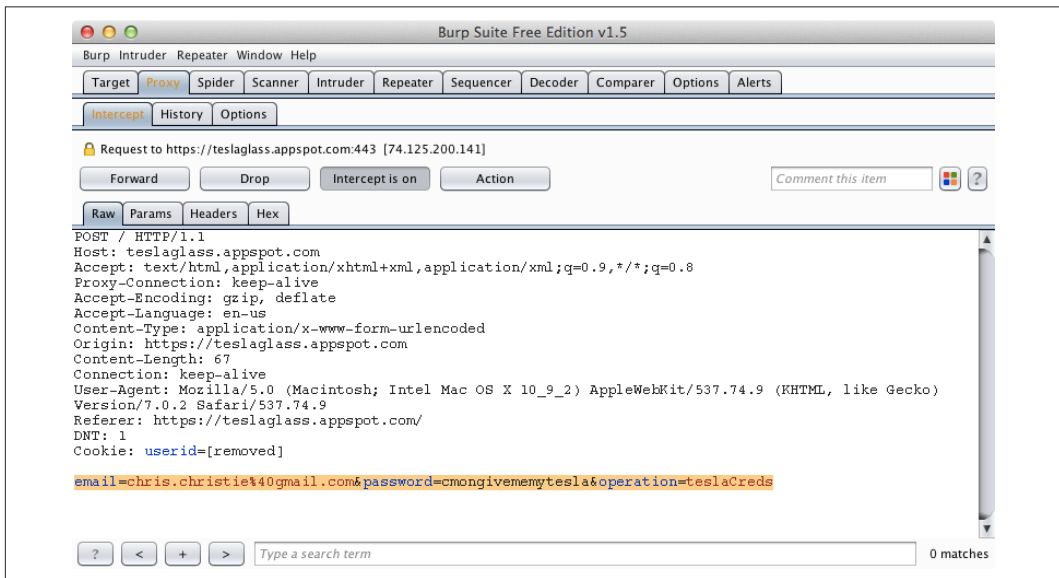 Burp Suite Free Edition v1.5
Burp Intruder Repeater Window Help
Target Proxy Spider Scanner Intruder Repeater Sequencer Decoder Comparer Options Alerts
Intercept History Options
Request to https://teslaglass.appspot.com:443 [74.125.200.141]
Forward Drop Intercept is on Action Comment this item ?
Raw Params Headers Hex
POST / HTTP/1.1
Host: teslaglass.appspot.com
Accept: text/html,application/xhtml+xml,application/xml;q=0.9,*/*;q=0.8
Proxy-Connection: keep-alive
Accept-Encoding: gzip, deflate
Accept-Language: en-us
Content-Type: application/x-www-form-urlencoded
Origin: https://teslaglass.appspot.com
Content-Length: 67
Connection: keep-alive
User-Agent: Mozilla/5.0 (Macintosh; Intel Mac OS X 10_9_2) AppleWebKit/537.74.9 (KHTML, like Gecko)
Version/7.0.2 Safari/537.74.9
Referer: https://teslaglass.appspot.com/
DNT: 1
Cookie: userid=[removed]
email=chris.christie%40gmail.com&password=cmongivememytesla&operation=teslaCreds
? < + > Type a search term 0 matches